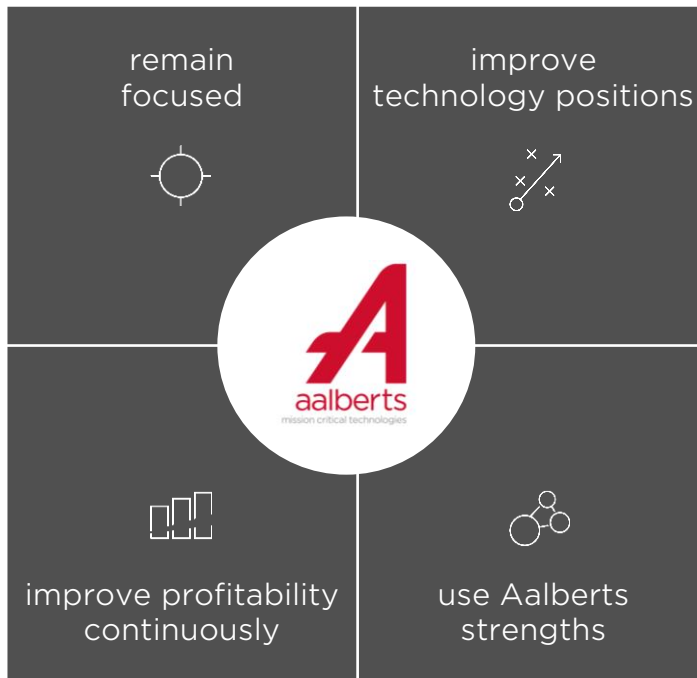 remain
focused
improve
technology positions
aalberts
mission critical technologies
improve profitability
continuously
use Aalberts
strengths